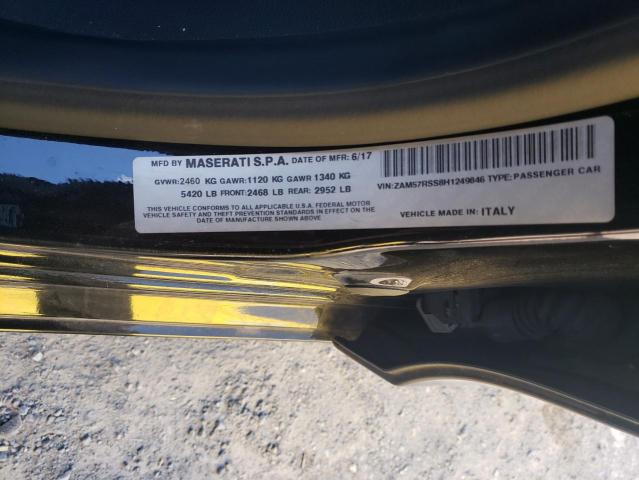 MFD BY MASERATI S.P.A. DATE OF MFR: 6/17
GVWR:2460 KG GAWR:1120 KG GAWR 1340 KG
5420 LB FRONT:2468 LB REAR: 2952 LB
THIS VEHICLE CONFORMS TO ALL APPLICABLE U.S.A. FEDERAL MOTOR
VEHICLE SAFETY AND THEFT PREVENTION STANDARDS IN EFFECT ON THE
DATE OF MANUFACTURE SHOWN ABOVE
VIN:ZAM57RSS8H1249846 TYPE:PASSENGER CAR
VEHICLE MADE IN: ITALY